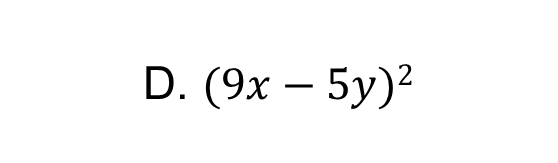 D. (9x − 5y)²